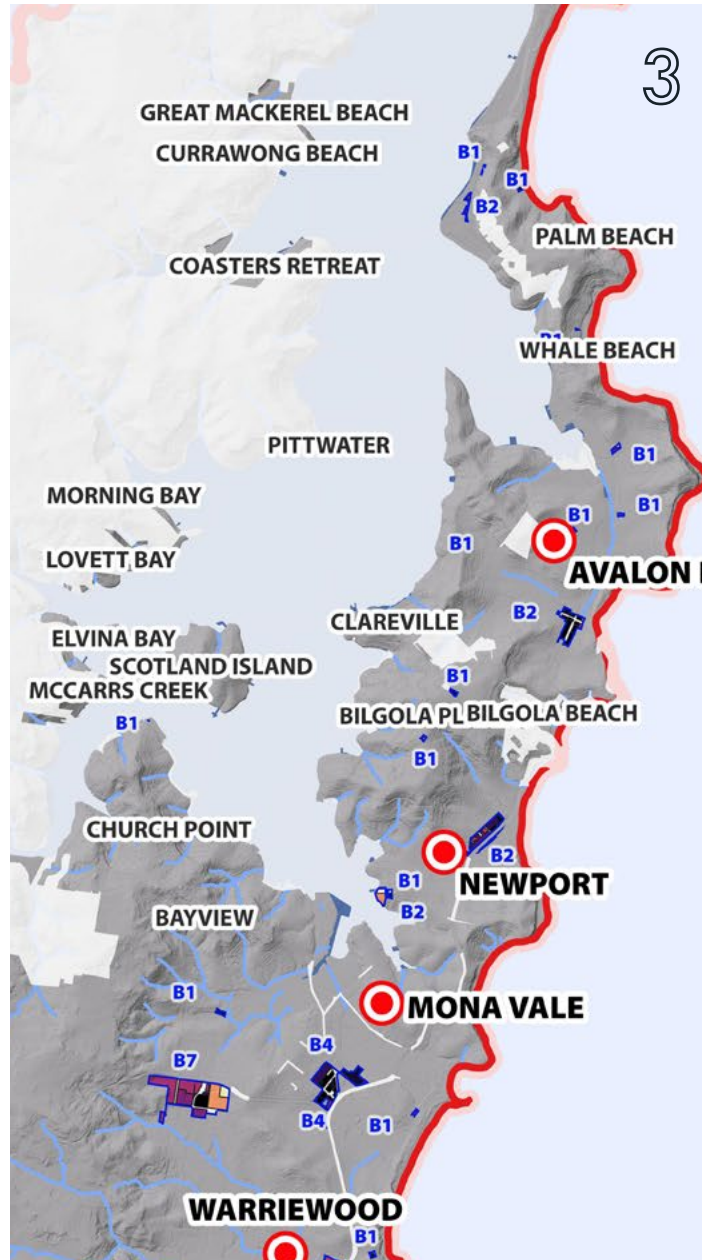 3
GREAT MACKEREL BEACH
CURRAWONG BEACH
B1
B1
B2
PALM BEACH
COASTERS RETREAT
WHALE BEACH
PITTWATER
B1
MORNING BAY
B1
B1
B1
LOVETT BAY
AVALON
B2
CLAREVILLE
ELVINA BAY
SCOTLAND ISLAND
B1
MCCARRS CREEK
B1
BILGOLA PL
BILGOLA BEACH
B1
CHURCH POINT
B2
B1
NEWPORT
B2
BAYVIEW
B1
MONA VALE
B4
B7
B4
B1
WARRIEWOOD
B1